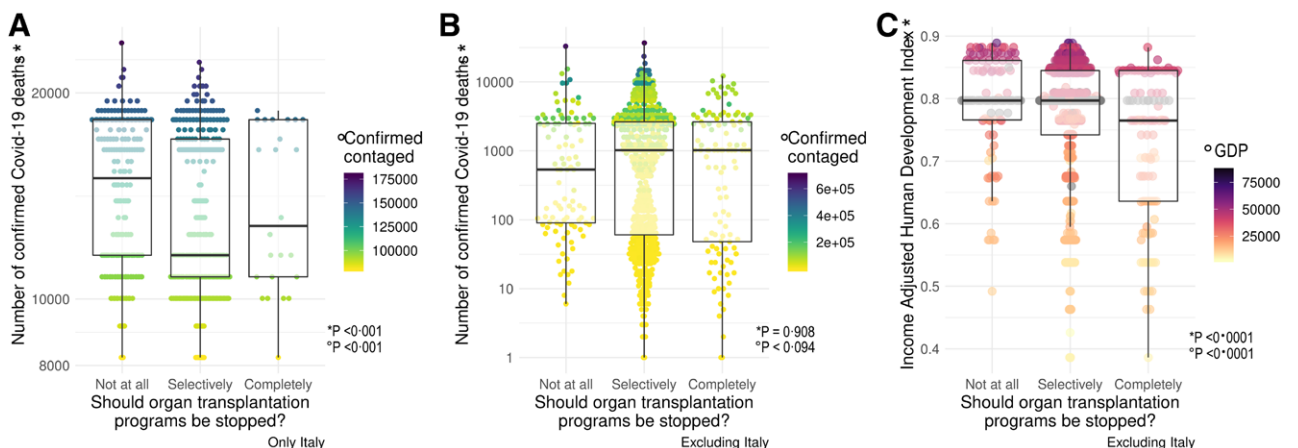 A
Number of confirmed Covid-19 deaths *
20000
10000
8000
Not at all Selectively Completely
Should organ transplantation
programs be stopped?
Only Italy
°Confirmed
contaged
175000
150000
125000
100000
*P <0·001
°P <0·001
B
Number of confirmed Covid-19 deaths *
10000
1000
100
10
1
Not at all Selectively Completely
Should organ transplantation
programs be stopped?
Excluding Italy
°Confirmed
contaged
6e+05
4e+05
2e+05
*P = 0·908
°P < 0·094
C
Income Adjusted Human Development Index *
0.9
0.8
0.7
0.6
0.5
0.4
Not at all Selectively Completely
Should organ transplantation
programs be stopped?
Excluding Italy
° GDP
75000
50000
25000
*P <0•0001
°P <0•0001